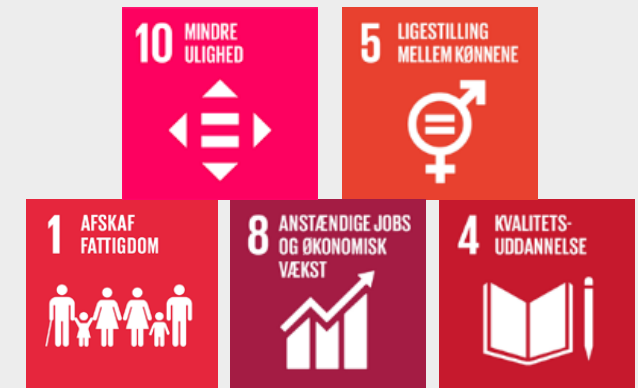 10 MINDRE
ULIGHED
5 LIGESTILLING
MELLEM KØNNENE
1 AFSKAF
FATTIGDOM
8 ANSTÆNDIGE JOBS
OG ØKONOMISK
VÆKST
4 KVALITETS-
UDDANNELSE